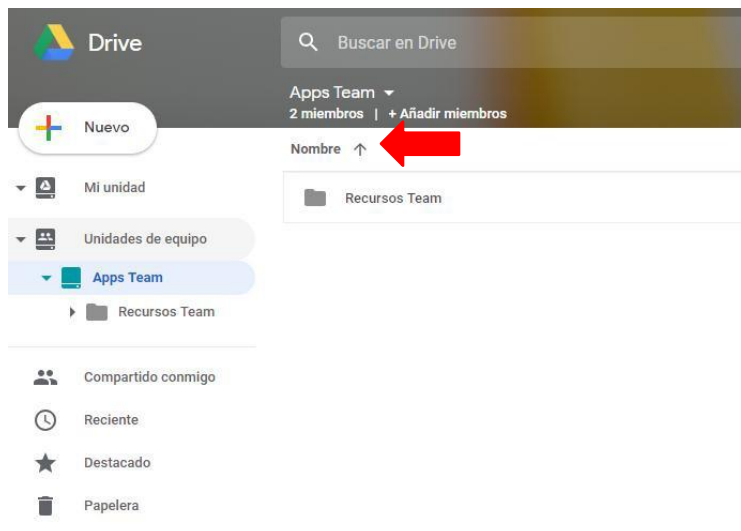 Drive
Buscar en Drive
Apps Team
2 miembros | + Añadir miembros
Nuevo
Nombre
Mi unidad
Recursos Team
Unidades de equipo
Apps Team
Recursos Team
Compartido conmigo
Reciente
Destacado
Papelera